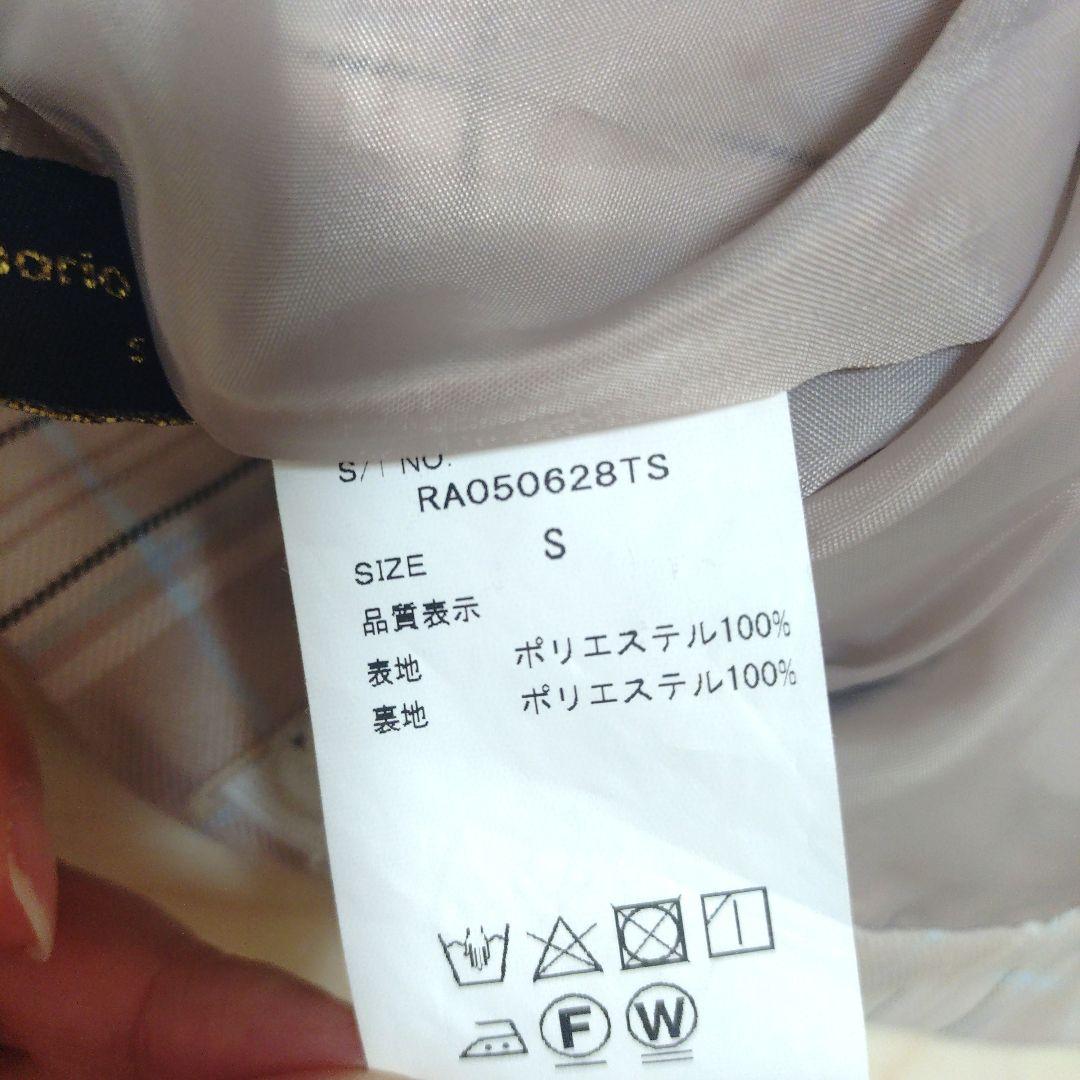 sario
S
S/T NO.
RA050628TS
SIZE S
品質表示
表地 ポリエステル100%
裏地 ポリエステル100%
F W